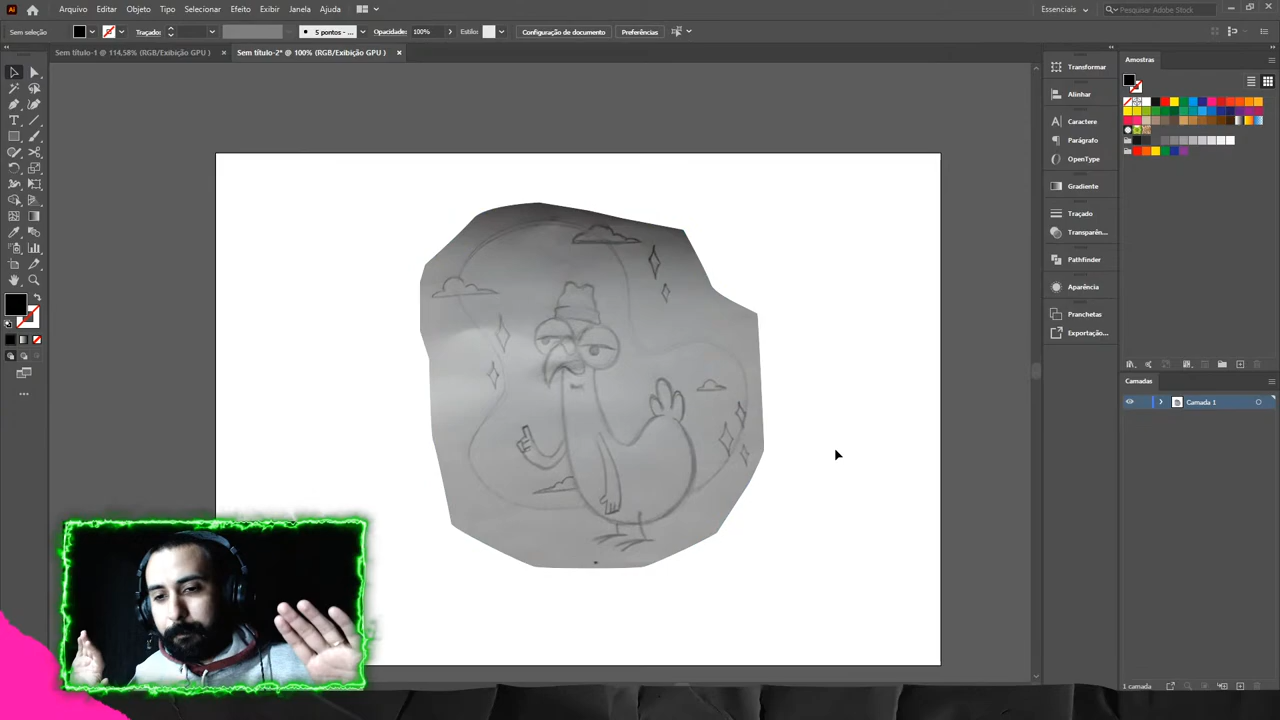 Ai Arquivo Editar Objeto Tipo Selecionar Efeito Exibir Janela Ajuda Essenciais Pesquisar Adobe Stock
Sem seleção Traçado: 5 pontos - Opacidade: 100% Estilo: Configuração de documento Preferências
Sem título-1 @ 114,58% (RGB/Exibição GPU ) × Sem título-2* @ 100% (RGB/Exibição GPU ) ×
Transformar
Alinhar
Caractere
Parágrafo
OpenType
Gradiente
Traçado
Transparên...
Pathfinder
Aparência
Pranchetas
Exportação...
Amostras
Camadas
Camada 1
1 camada